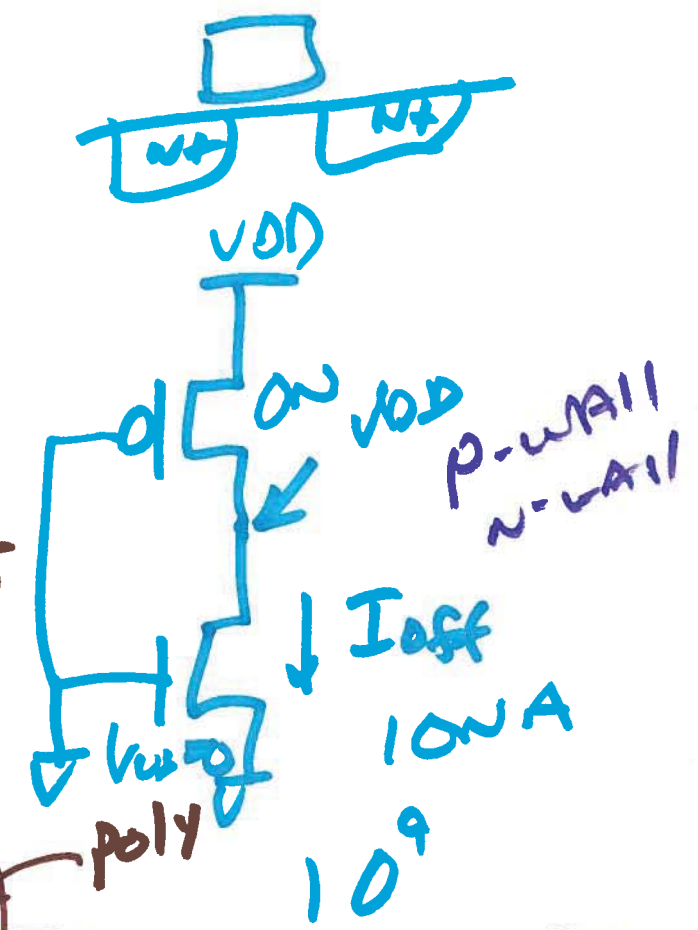 N+ N+
VDD
ON VDD
P-wAll
N-wAll
Ioff
10NA
poly
10⁹